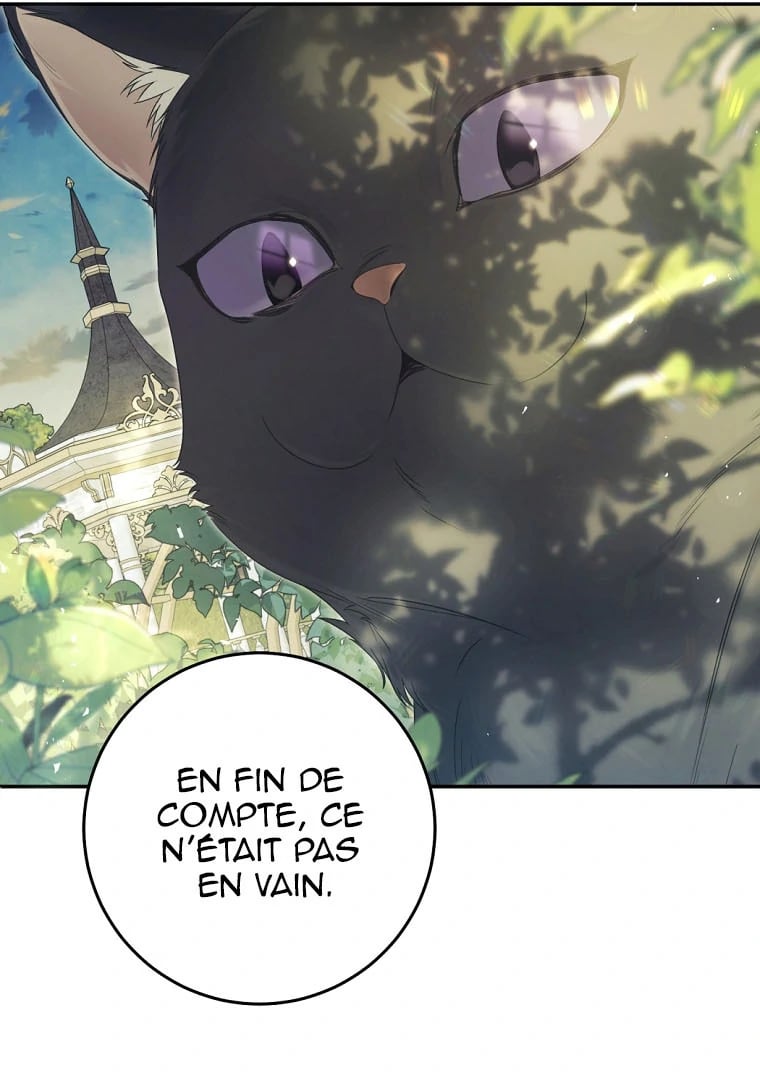 EN FIN DE
COMPTE, CE
N'ÉTAIT PAS
EN VAIN.